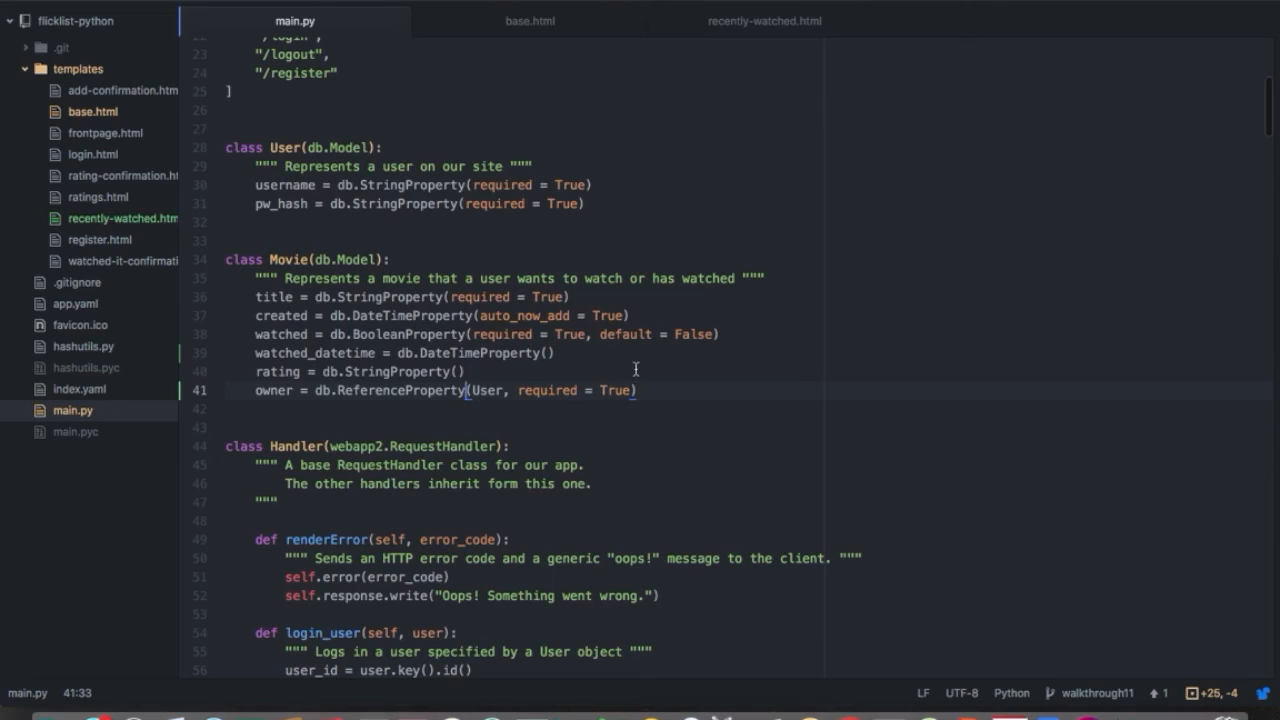 flicklist-python
main.py
base.html
recently-watched.html
.git
templates
add-confirmation.htm
base.html
frontpage.html
login.html
rating-confirmation.ht
ratings.html
recently-watched.htm
register.html
watched-it-confirmati
.gitignore
app.yaml
favicon.ico
hashutils.py
hashutils.pyc
index.yaml
main.py
main.pyc
22 "/login",
23 "/logout",
24 "/register"
25 ]
26
27
28 class User(db.Model):
29 """ Represents a user on our site """
30 username = db.StringProperty(required = True)
31 pw_hash = db.StringProperty(required = True)
32
33
34 class Movie(db.Model):
35 """ Represents a movie that a user wants to watch or has watched """
36 title = db.StringProperty(required = True)
37 created = db.DateTimeProperty(auto_now_add = True)
38 watched = db.BooleanProperty(required = True, default = False)
39 watched_datetime = db.DateTimeProperty()
40 rating = db.StringProperty()
41 owner = db.ReferenceProperty(User, required = True)
42
43
44 class Handler(webapp2.RequestHandler):
45 """ A base RequestHandler class for our app.
46 The other handlers inherit form this one.
47 """
48
49 def renderError(self, error_code):
50 """ Sends an HTTP error code and a generic "oops!" message to the client. """
51 self.error(error_code)
52 self.response.write("Oops! Something went wrong.")
53
54 def login_user(self, user):
55 """ Logs in a user specified by a User object """
56 user_id = user.key().id()
main.py 41:33 LF UTF-8 Python walkthrough11 1 +25, -4